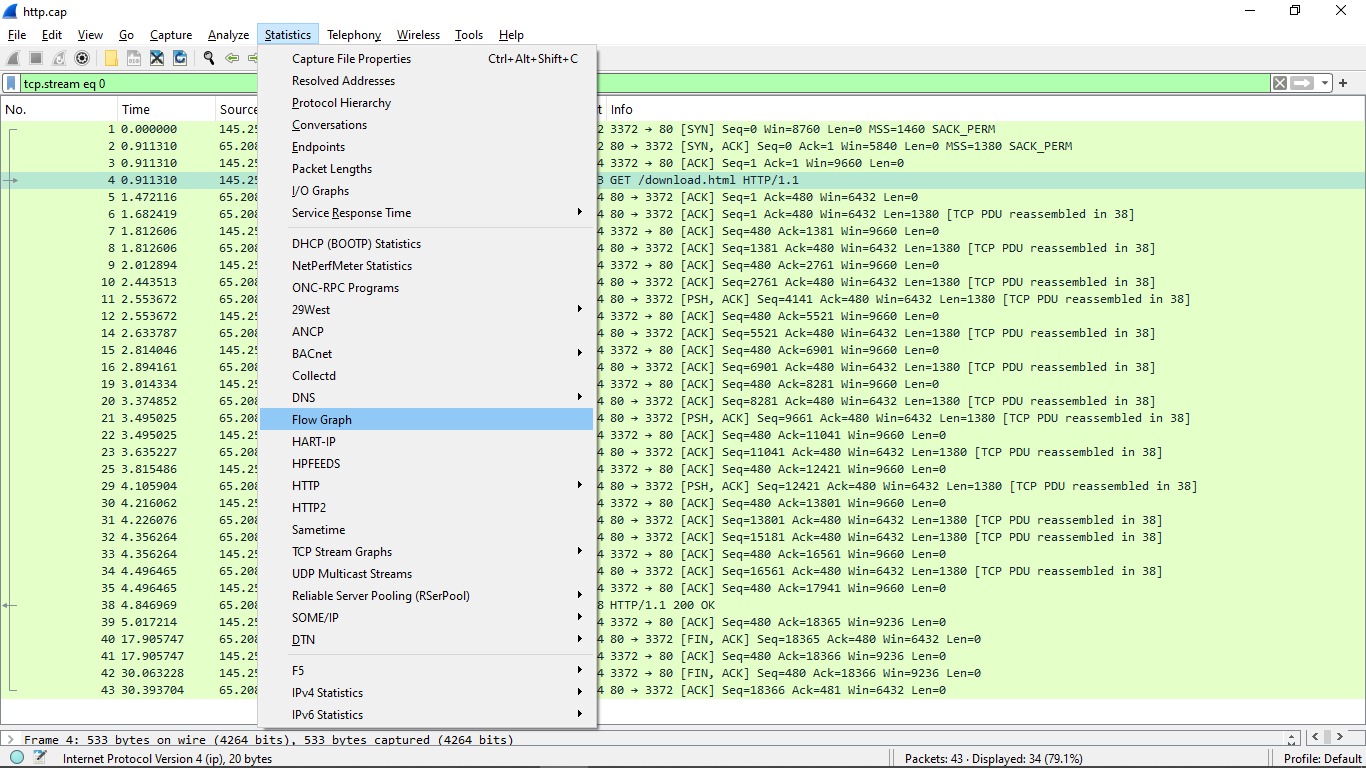 http.cap
File Edit View Go Capture Analyze Statistics Telephony Wireless Tools Help
tcp.stream eq 0
Capture File Properties Ctrl+Alt+Shift+C
Resolved Addresses
Protocol Hierarchy
Conversations
Endpoints
Packet Lengths
I/O Graphs
Service Response Time
DHCP (BOOTP) Statistics
NetPerfMeter Statistics
ONC-RPC Programs
29West
ANCP
BACnet
Collectd
DNS
Flow Graph
HART-IP
HPFEEDS
HTTP
HTTP2
Sametime
TCP Stream Graphs
UDP Multicast Streams
Reliable Server Pooling (RSerPool)
SOME/IP
DTN
F5
IPv4 Statistics
IPv6 Statistics
No. Time Source Info
1 0.000000 145.25 2 3372 → 80 [SYN] Seq=0 Win=8760 Len=0 MSS=1460 SACK_PERM
2 0.911310 65.208 2 80 → 3372 [SYN, ACK] Seq=0 Ack=1 Win=5840 Len=0 MSS=1380 SACK_PERM
3 0.911310 145.25 4 3372 → 80 [ACK] Seq=1 Ack=1 Win=9660 Len=0
4 0.911310 145.25 3 GET /download.html HTTP/1.1
5 1.472116 65.208 4 80 → 3372 [ACK] Seq=1 Ack=480 Win=6432 Len=0
6 1.682419 65.208 4 80 → 3372 [ACK] Seq=1 Ack=480 Win=6432 Len=1380 [TCP PDU reassembled in 38]
7 1.812606 145.25 4 3372 → 80 [ACK] Seq=480 Ack=1381 Win=9660 Len=0
8 1.812606 65.208 4 80 → 3372 [ACK] Seq=1381 Ack=480 Win=6432 Len=1380 [TCP PDU reassembled in 38]
9 2.012894 145.25 4 3372 → 80 [ACK] Seq=480 Ack=2761 Win=9660 Len=0
10 2.443513 65.208 4 80 → 3372 [ACK] Seq=2761 Ack=480 Win=6432 Len=1380 [TCP PDU reassembled in 38]
11 2.553672 65.208 4 80 → 3372 [PSH, ACK] Seq=4141 Ack=480 Win=6432 Len=1380 [TCP PDU reassembled in 38]
12 2.553672 145.25 4 3372 → 80 [ACK] Seq=480 Ack=5521 Win=9660 Len=0
14 2.633787 65.208 4 80 → 3372 [ACK] Seq=5521 Ack=480 Win=6432 Len=1380 [TCP PDU reassembled in 38]
15 2.814046 145.25 4 3372 → 80 [ACK] Seq=480 Ack=6901 Win=9660 Len=0
16 2.894161 65.208 4 80 → 3372 [ACK] Seq=6901 Ack=480 Win=6432 Len=1380 [TCP PDU reassembled in 38]
19 3.014334 145.25 4 3372 → 80 [ACK] Seq=480 Ack=8281 Win=9660 Len=0
20 3.374852 65.208 4 80 → 3372 [ACK] Seq=8281 Ack=480 Win=6432 Len=1380 [TCP PDU reassembled in 38]
21 3.495025 65.208 4 80 → 3372 [PSH, ACK] Seq=9661 Ack=480 Win=6432 Len=1380 [TCP PDU reassembled in 38]
22 3.495025 145.25 4 3372 → 80 [ACK] Seq=480 Ack=11041 Win=9660 Len=0
23 3.635227 65.208 4 80 → 3372 [ACK] Seq=11041 Ack=480 Win=6432 Len=1380 [TCP PDU reassembled in 38]
25 3.815486 145.25 4 3372 → 80 [ACK] Seq=480 Ack=12421 Win=9660 Len=0
29 4.105904 65.208 4 80 → 3372 [PSH, ACK] Seq=12421 Ack=480 Win=6432 Len=1380 [TCP PDU reassembled in 38]
30 4.216062 145.25 4 3372 → 80 [ACK] Seq=480 Ack=13801 Win=9660 Len=0
31 4.226076 65.208 4 80 → 3372 [ACK] Seq=13801 Ack=480 Win=6432 Len=1380 [TCP PDU reassembled in 38]
32 4.356264 65.208 4 80 → 3372 [ACK] Seq=15181 Ack=480 Win=6432 Len=1380 [TCP PDU reassembled in 38]
33 4.356264 145.25 4 3372 → 80 [ACK] Seq=480 Ack=16561 Win=9660 Len=0
34 4.496465 65.208 4 80 → 3372 [ACK] Seq=16561 Ack=480 Win=6432 Len=1380 [TCP PDU reassembled in 38]
35 4.496465 145.25 4 3372 → 80 [ACK] Seq=480 Ack=17941 Win=9660 Len=0
38 4.846969 65.208 8 HTTP/1.1 200 OK
39 5.017214 145.25 4 3372 → 80 [ACK] Seq=480 Ack=18365 Win=9236 Len=0
40 17.905747 65.208 4 80 → 3372 [FIN, ACK] Seq=18365 Ack=480 Win=6432 Len=0
41 17.905747 145.25 4 3372 → 80 [ACK] Seq=480 Ack=18366 Win=9236 Len=0
42 30.063228 145.25 4 3372 → 80 [FIN, ACK] Seq=480 Ack=18366 Win=9236 Len=0
43 30.393704 65.208 4 80 → 3372 [ACK] Seq=18366 Ack=481 Win=6432 Len=0
Frame 4: 533 bytes on wire (4264 bits), 533 bytes captured (4264 bits)
Internet Protocol Version 4 (ip), 20 bytes Packets: 43 · Displayed: 34 (79.1%) Profile: Default